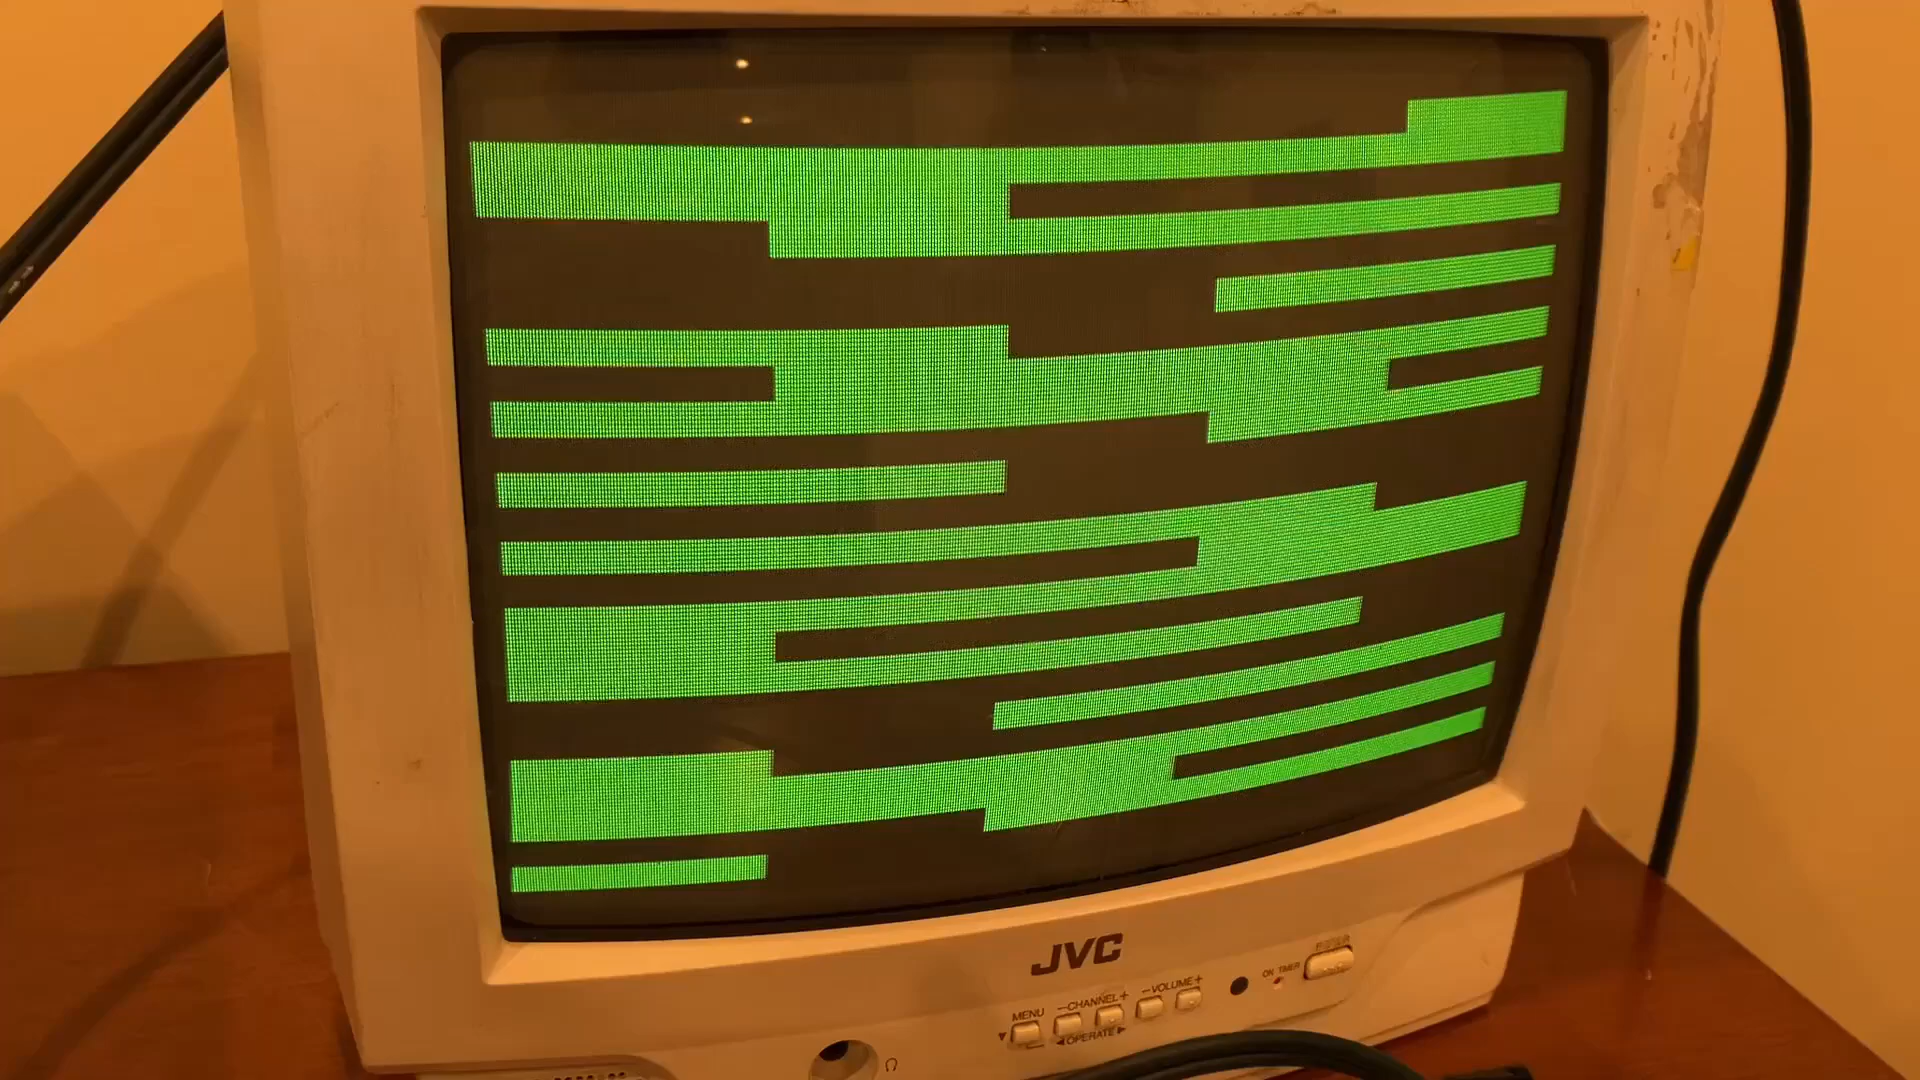 JVC
MENU
−CHANNEL+
−VOLUME+
ON TIMER
OPERATE